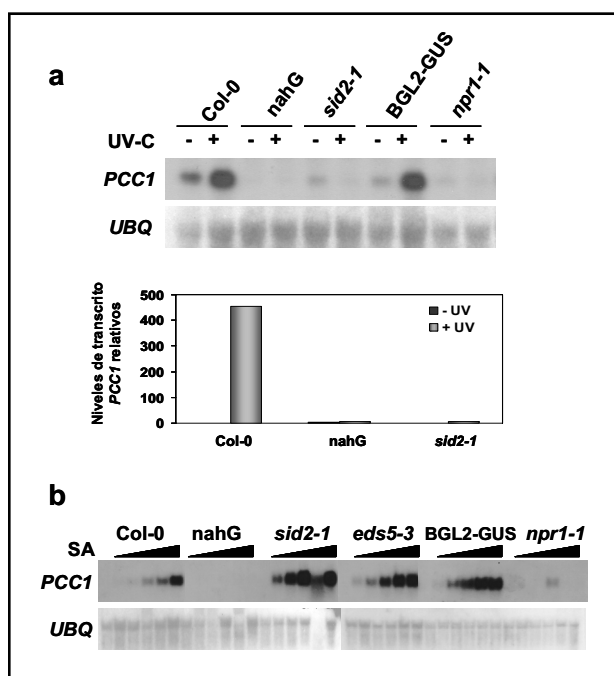 a
Col-0 nahG sid2-1 BGL2-GUS npr1-1
UV-C - + - + - + - + - +
PCC1
UBQ
Niveles de transcrito
PCC1 relativos
500
400
300
200
100
0
- UV
+ UV
Col-0 nahG sid2-1
b
Col-0 nahG sid2-1 eds5-3 BGL2-GUS npr1-1
SA
PCC1
UBQ